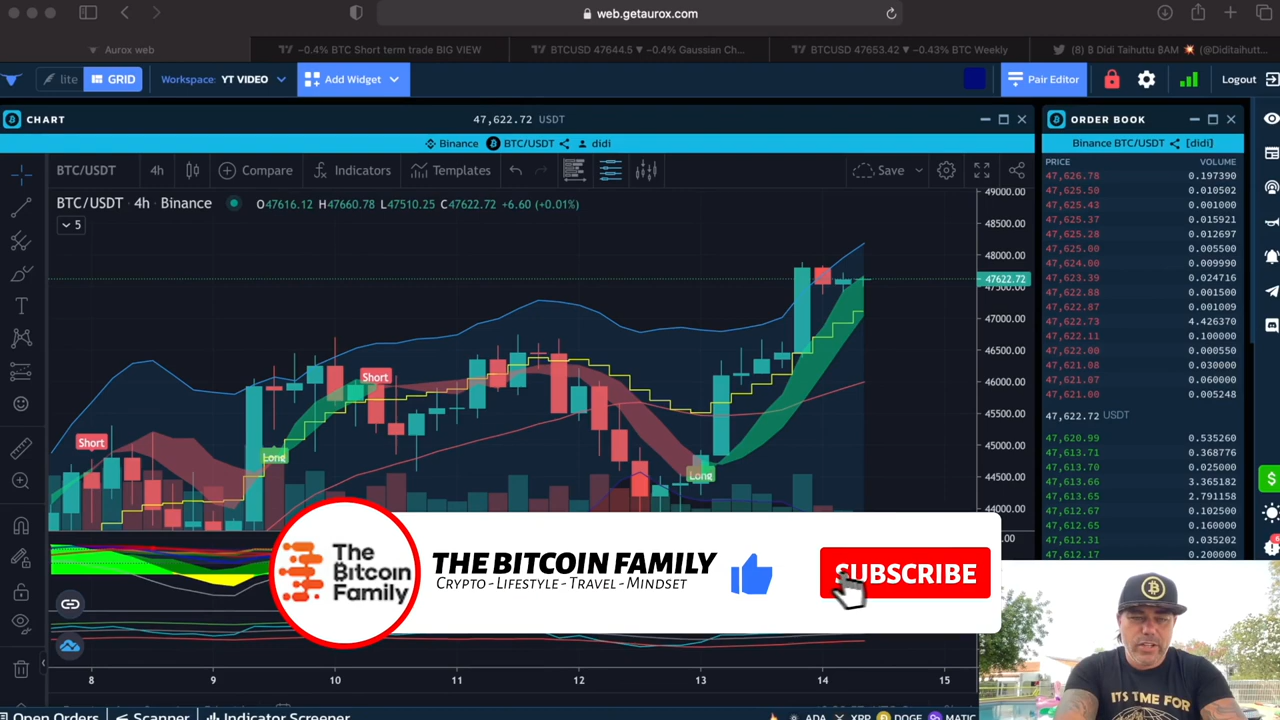 web.getaurox.com
Aurox web
−0.4% BTC Short term trade BIG VIEW
BTCUSD 47644.5 ▼ −0.4% Gaussian Ch...
BTCUSD 47653.42 ▼ −0.43% BTC Weekly
(8) ₿ Didi Taihuttu ₿AM 💥 (@Diditaihutt...
lite
GRID
Workspace: YT VIDEO
Add Widget
Pair Editor
Logout
CHART
47,622.72 USDT
Binance BTC/USDT didi
BTC/USDT 4h Compare Indicators Templates Save
BTC/USDT · 4h · Binance O47616.12 H47660.78 L47510.25 C47622.72 +6.60 (+0.01%)
5
49000.00
48500.00
48000.00
47622.72
47500.00
47000.00
46500.00
46000.00
45500.00
45000.00
44500.00
44000.00
Short
Long
Short
Long
8 9 10 11 12 13 14 15
ORDER BOOK
Binance BTC/USDT [didi]
PRICE VOLUME
47,626.78 0.197390
47,625.50 0.010502
47,625.43 0.001000
47,625.37 0.015921
47,625.28 0.012697
47,625.00 0.005500
47,624.00 0.009990
47,623.39 0.024716
47,622.88 0.001500
47,622.87 0.001009
47,622.73 4.426370
47,622.11 0.100000
47,622.00 0.000550
47,621.08 0.030000
47,621.07 0.060000
47,621.00 0.005248
47,622.72 USDT
47,620.99 0.535260
47,613.71 0.368776
47,613.70 0.025000
47,613.66 3.365182
47,613.65 2.791158
47,612.67 0.102500
47,612.65 0.160000
47,612.31 0.035202
47,612.17 0.200000
The
Bitcoin
Family
THE BITCOIN FAMILY
CRYPTO - LIFESTYLE - TRAVEL - MINDSET
SUBSCRIBE
IT'S TIME FOR
Open Orders Scanner Indicator Screener
ADA XRP DOGE MATIC